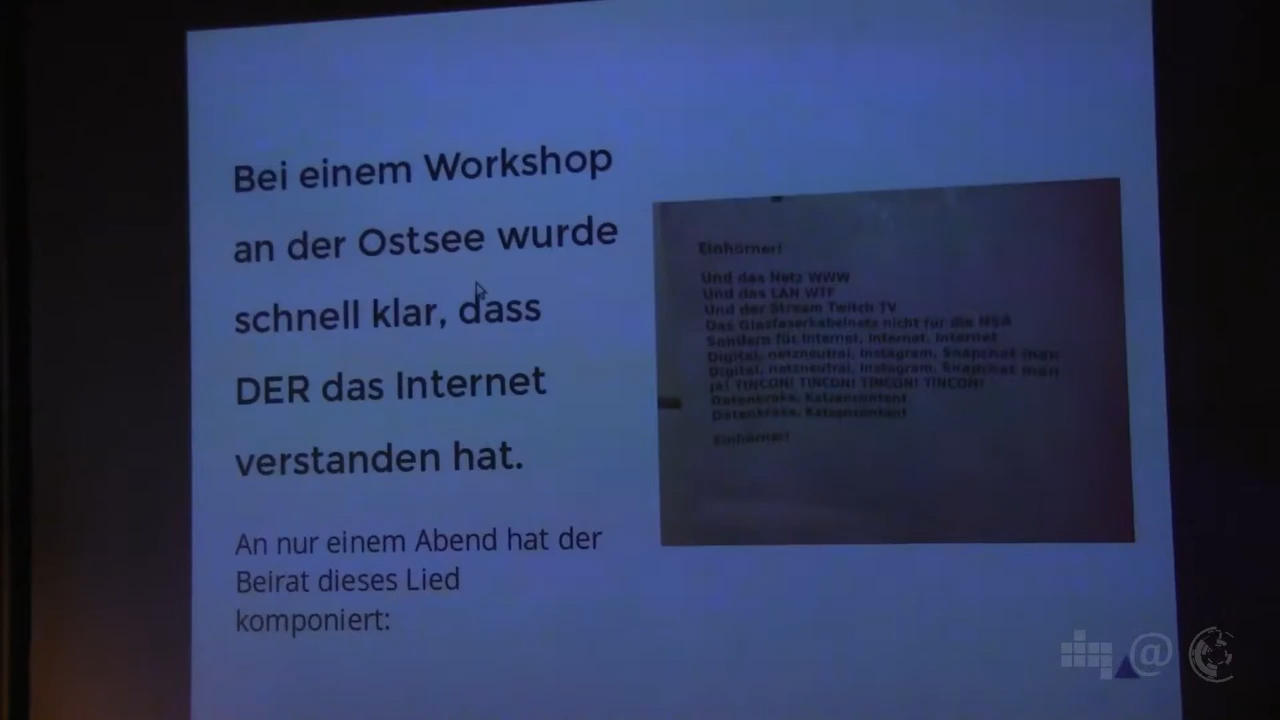 Bei einem Workshop
an der Ostsee wurde
schnell klar, dass
DER das Internet
verstanden hat.
An nur einem Abend hat der
Beirat dieses Lied
komponiert:
Einhörner!
Und das Netz WWW
Und das LAN WTF
Und der Stream Twitch TV
Das Glasfaserkabelnetz nicht für die NSA
Sondern für Internet, Internet, Internet
Digital, netzneutral, Instagram, Snapchat
Digital, netzneutral, Instagram, Snapchat
ja! TINCON! TINCON! TINCON! TINCON!
Datenkrake, Katzencontent
Datenkrake, Katzencontent
Einhörner!
@